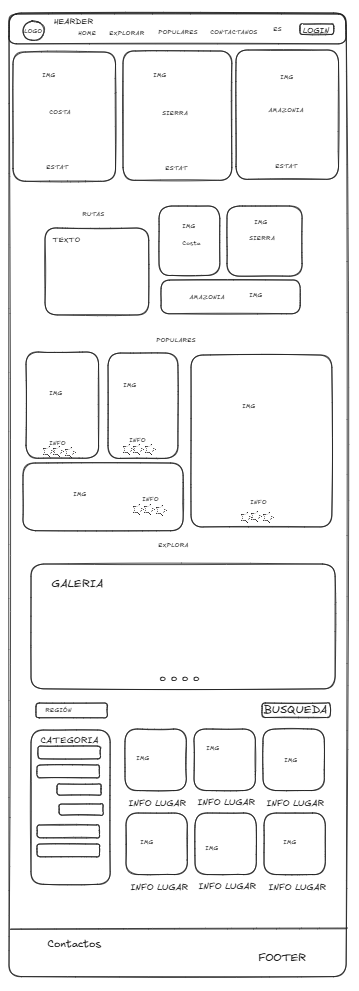 HEARDER
LOGO HOME EXPLORAR POPULARES CONTACTANOS ES LOGIN
IMG IMG IMG
COSTA SIERRA AMAZONIA
ESTAT ESTAT ESTAT
RUTAS
TEXTO
IMG IMG
Costa SIERRA
AMAZONIA IMG
POPULARES
IMG IMG IMG
INFO INFO
IMG INFO INFO
EXPLORA
GALERIA
REGIÓN BUSQUEDA
CATEGORIA
IMG IMG IMG
INFO LUGAR INFO LUGAR INFO LUGAR
IMG IMG IMG
INFO LUGAR INFO LUGAR INFO LUGAR
Contactos
FOOTER